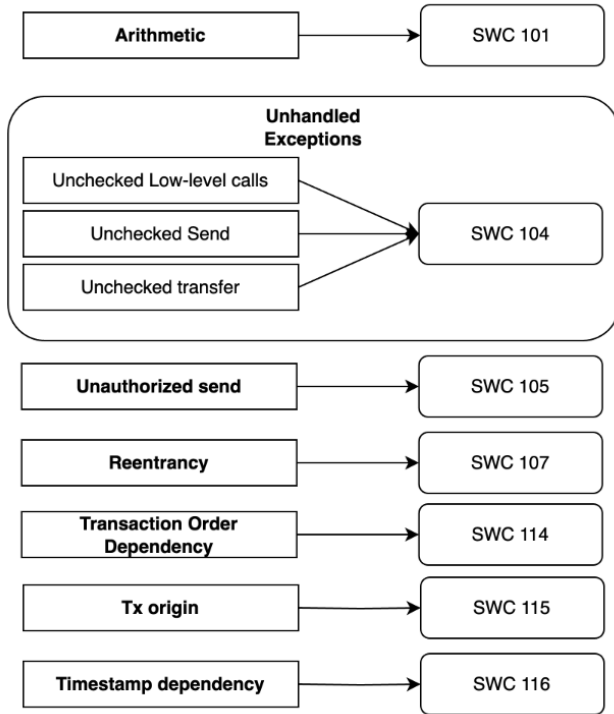 Arithmetic
SWC 101
Unhandled
Exceptions
Unchecked Low-level calls
Unchecked Send
SWC 104
Unchecked transfer
Unauthorized send
SWC 105
Reentrancy
SWC 107
Transaction Order
Dependency
SWC 114
Tx origin
SWC 115
Timestamp dependency
SWC 116